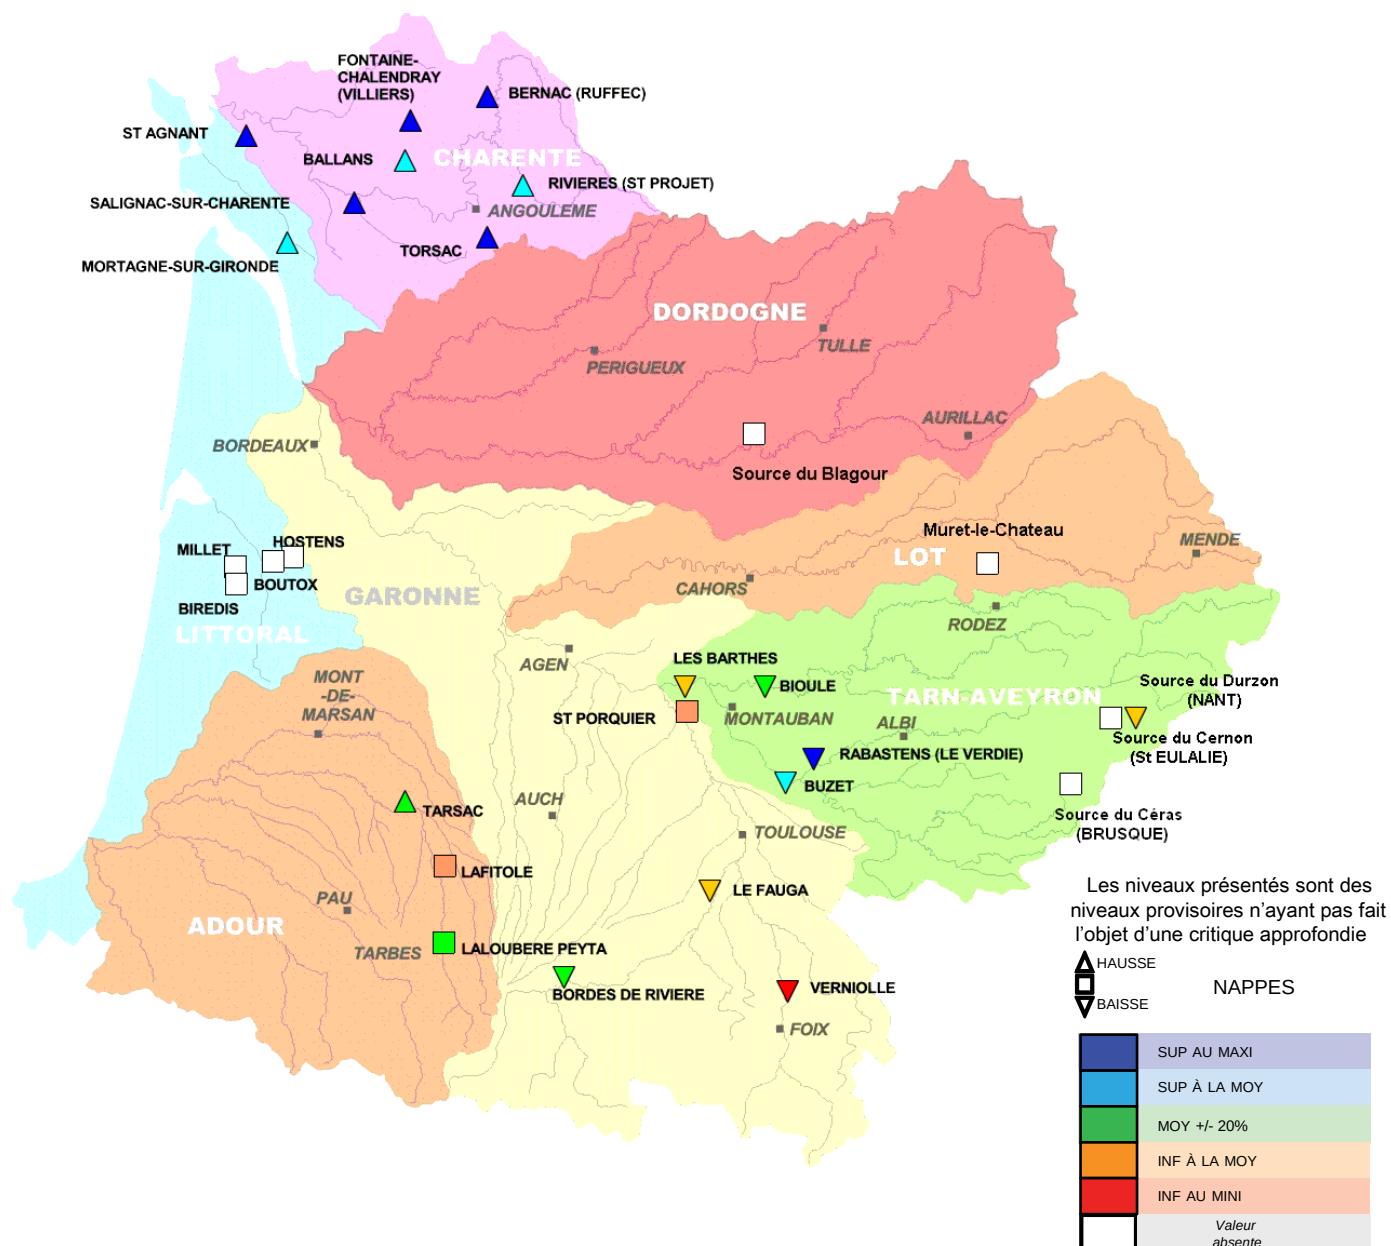 FONTAINE-
CHALENDRAY
(VILLIERS)
BERNAC (RUFFEC)
ST AGNANT
BALLANS
CHARENTE
RIVIERES (ST PROJET)
SALIGNAC-SUR-CHARENTE
ANGOULEME
TORSAC
MORTAGNE-SUR-GIRONDE
DORDOGNE
TULLE
PERIGUEUX
AURILLAC
BORDEAUX
Source du Blagour
Muret-le-Chateau
MENDE
HOSTENS
MILLET
LOT
BOUTOX
CAHORS
GARONNE
BIREDIS
RODEZ
LITTORAL
LES BARTHES
AGEN
MONT
-DE-
MARSAN
BIOULE
TARN-AVEYRON
Source du Durzon
(NANT)
ST PORQUIER
MONTAUBAN
ALBI
Source du Cernon
(St EULALIE)
RABASTENS (LE VERDIE)
BUZET
AUCH
TARSAC
Source du Céras
(BRUSQUE)
TOULOUSE
LAFITOLE
LE FAUGA
PAU
ADOUR
TARBES
LALOUBERE PEYTA
BORDES DE RIVIERE
VERNIOLLE
FOIX
Les niveaux présentés sont des
niveaux provisoires n'ayant pas fait
l'objet d'une critique approfondie
HAUSSE
NAPPES
BAISSE
SUP AU MAXI
SUP À LA MOY
MOY +/- 20%
INF À LA MOY
INF AU MINI
Valeur
absente